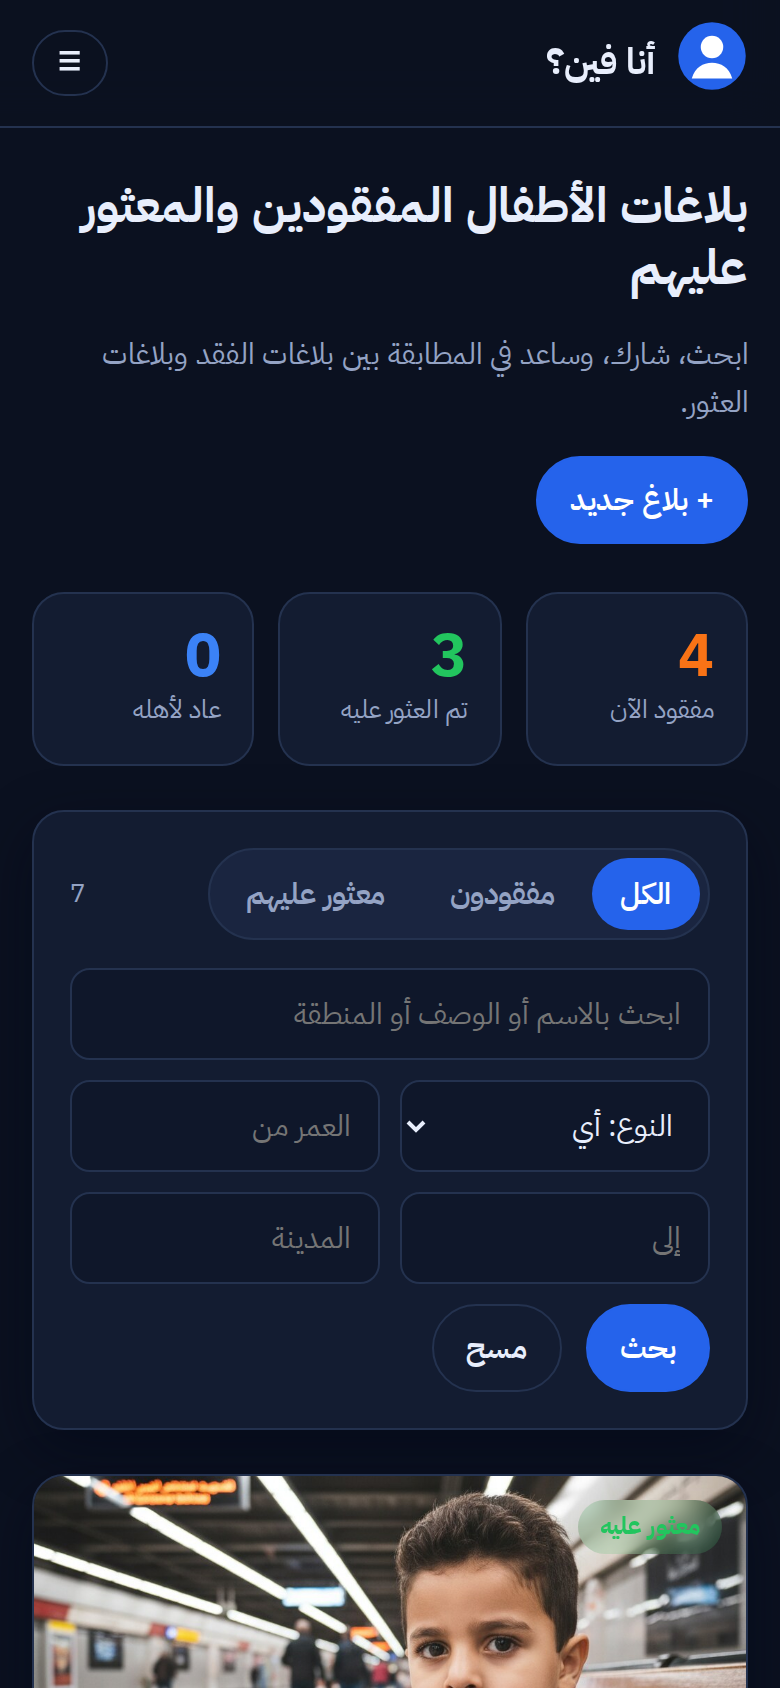 أنا فين؟
بلاغات الأطفال المفقودين والمعثور
عليهم
ابحث، شارك، وساعد في المطابقة بين بلاغات الفقد وبلاغات
العثور.
+ بلاغ جديد
4
مفقود الآن
3
تم العثور عليه
0
عاد لأهله
الكل
مفقودون
معثور عليهم
7
ابحث بالاسم أو الوصف أو المنطقة
النوع: أي
العمر من
إلى
المدينة
بحث
مسح
معثور عليه